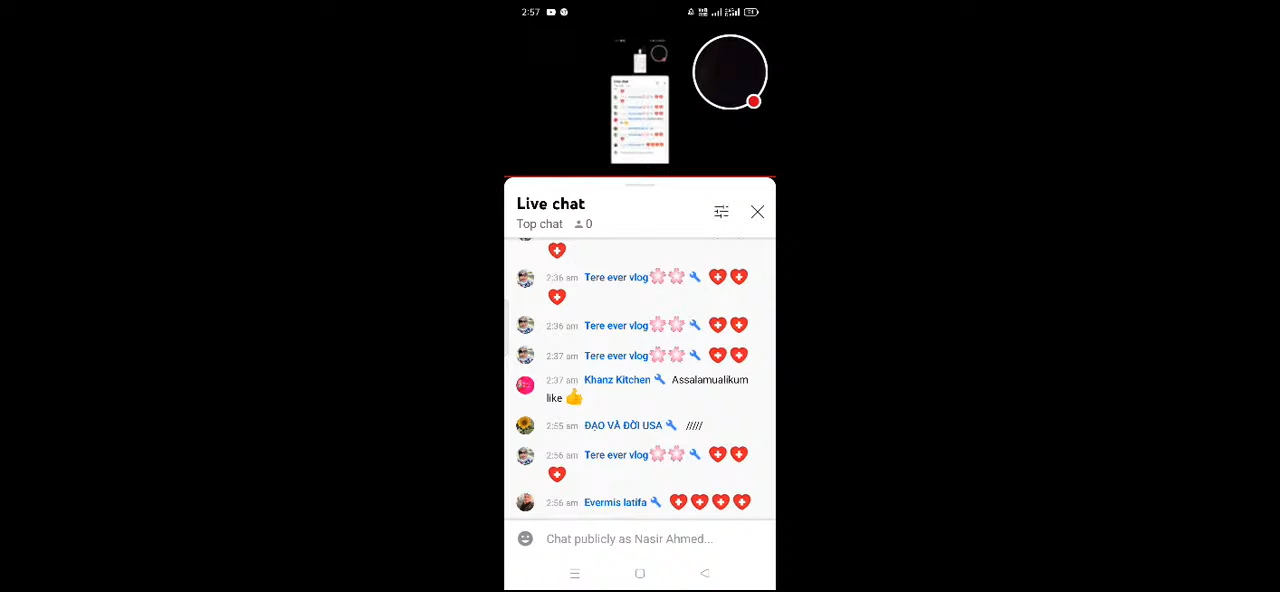 2:57
Live chat
Top chat 0
2:36 am Tere ever vlog
2:36 am Tere ever vlog
2:37 am Tere ever vlog
2:37 am Khanz Kitchen Assalamualikum
like
2:55 am ĐẠO VÀ ĐỜI USA /////
2:56 am Tere ever vlog
2:56 am Evermis latifa
Chat publicly as Nasir Ahmed...